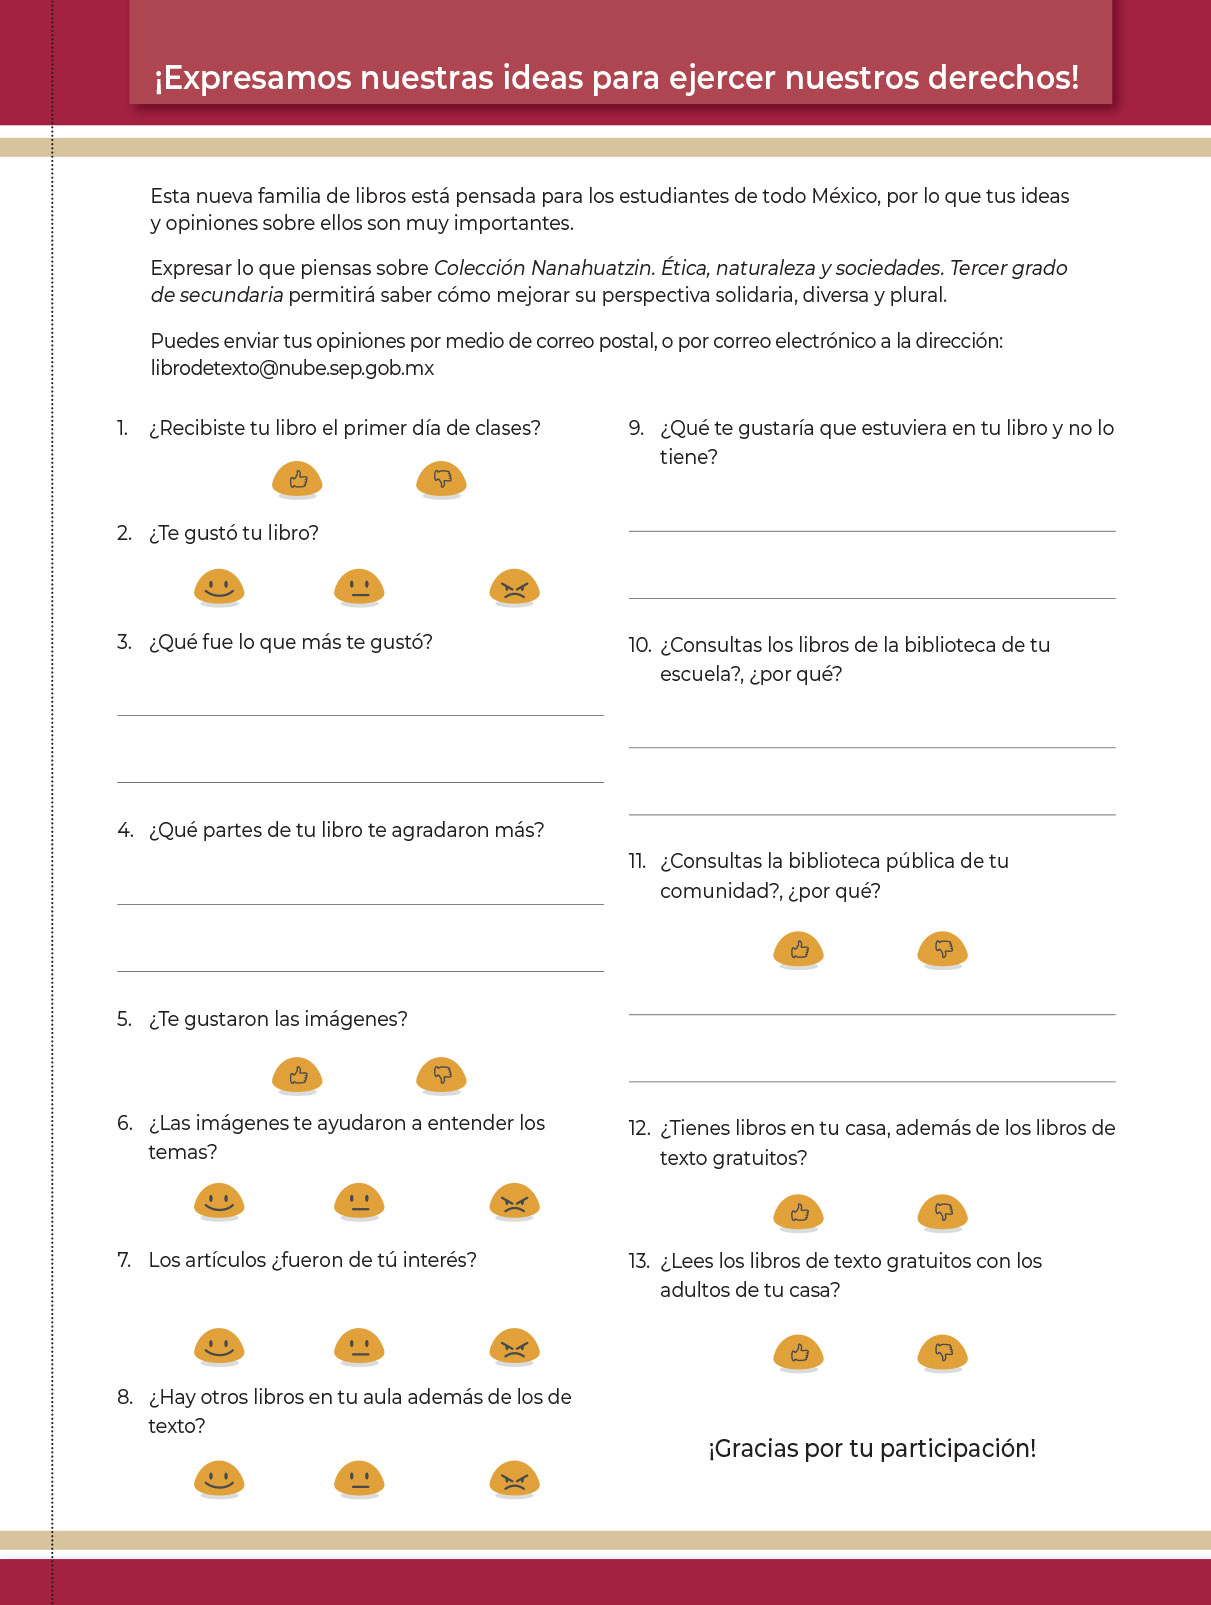 ¡Expresamos nuestras ideas para ejercer nuestros derechos!
Esta nueva familia de libros está pensada para los estudiantes de todo México, por lo que tus ideas
y opiniones sobre ellos son muy importantes.
Expresar lo que piensas sobre Colección Nanahuatzin. Ética, naturaleza y sociedades. Tercer grado
de secundaria permitirá saber cómo mejorar su perspectiva solidaria, diversa y plural.
Puedes enviar tus opiniones por medio de correo postal, o por correo electrónico a la dirección:
librodetexto@nube.sep.gob.mx
1. ¿Recibiste tu libro el primer día de clases?
2. ¿Te gustó tu libro?
3. ¿Qué fue lo que más te gustó?
4. ¿Qué partes de tu libro te agradaron más?
5. ¿Te gustaron las imágenes?
6. ¿Las imágenes te ayudaron a entender los
temas?
7. Los artículos ¿fueron de tú interés?
8. ¿Hay otros libros en tu aula además de los de
texto?
9. ¿Qué te gustaría que estuviera en tu libro y no lo
tiene?
10. ¿Consultas los libros de la biblioteca de tu
escuela?, ¿por qué?
11. ¿Consultas la biblioteca pública de tu
comunidad?, ¿por qué?
12. ¿Tienes libros en tu casa, además de los libros de
texto gratuitos?
13. ¿Lees los libros de texto gratuitos con los
adultos de tu casa?
¡Gracias por tu participación!